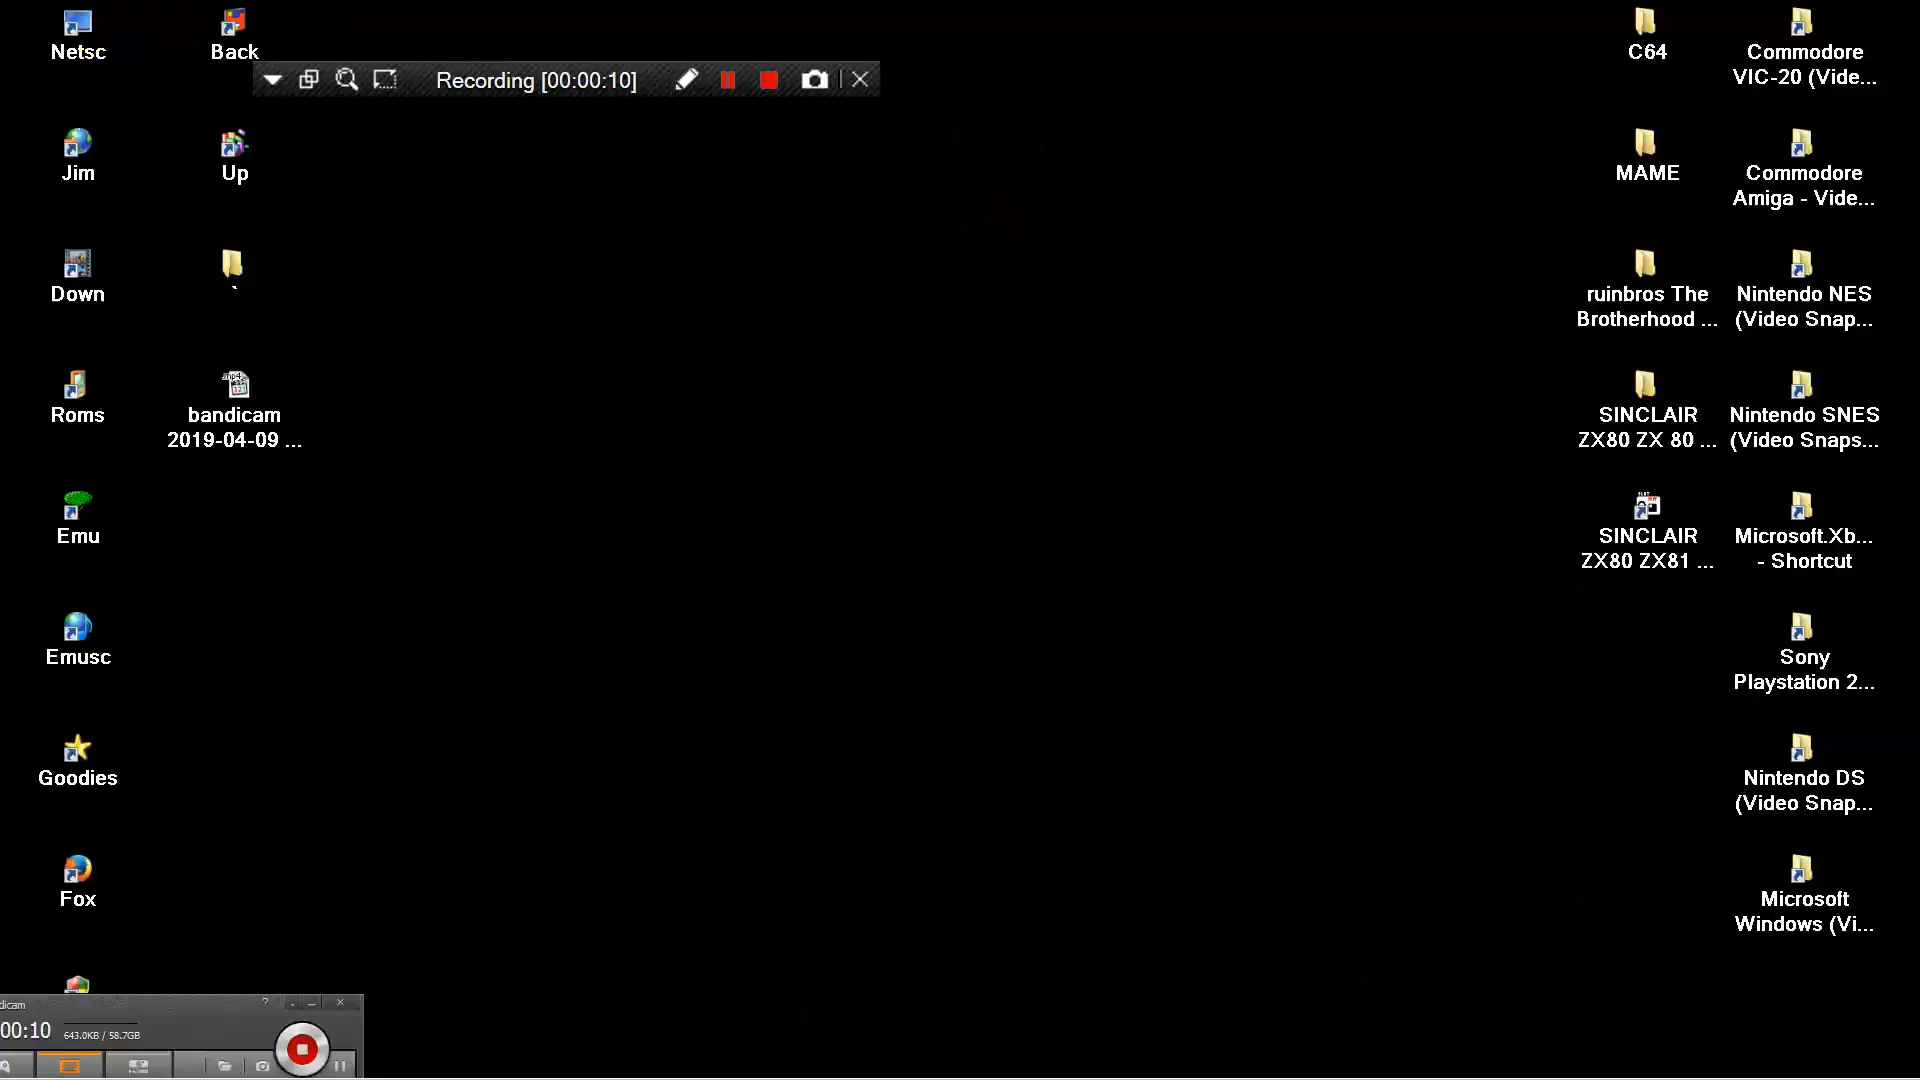 Netsc
Back
Recording [00:00:10]
C64
Commodore
VIC-20 (Vide...
Jim
Up
MAME
Commodore
Amiga - Vide...
Down
`
ruinbros The
Brotherhood ...
Nintendo NES
(Video Snap...
Roms
bandicam
2019-04-09 ...
SINCLAIR
ZX80 ZX 80 ...
Nintendo SNES
(Video Snaps...
Emu
SINCLAIR
ZX80 ZX81 ...
Microsoft.Xb...
- Shortcut
Emusc
Sony
Playstation 2...
Goodies
Nintendo DS
(Video Snap...
Fox
Microsoft
Windows (Vi...
dicam
00:10
643.0KB / 58.7GB